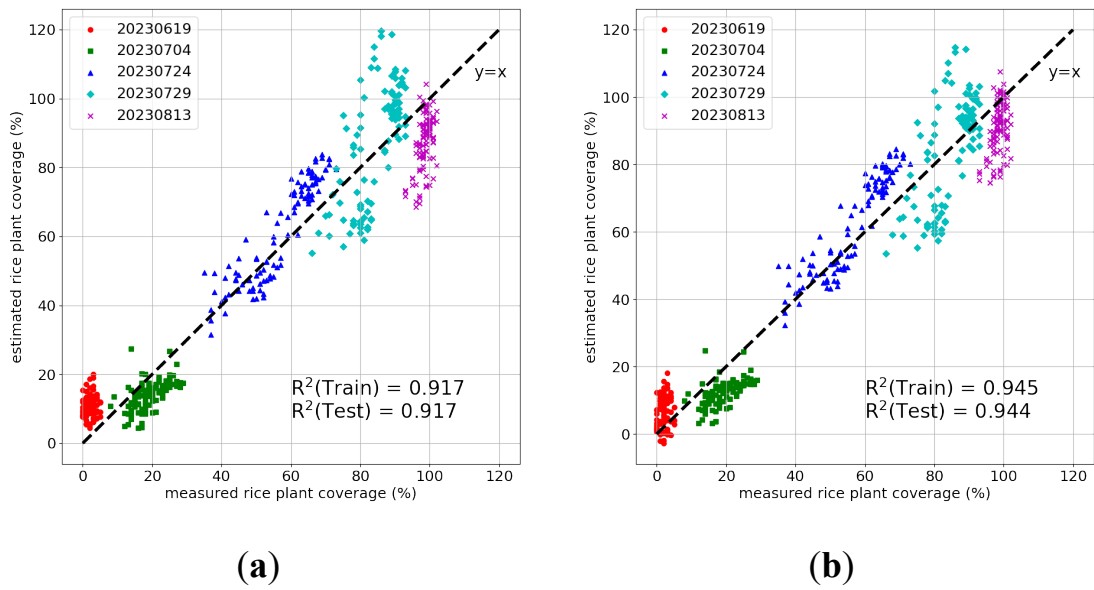 120
100
80
60
40
20
0
estimated rice plant coverage (%)
20230619
20230704
20230724
20230729
20230813
y=x
R²(Train) = 0.917
R²(Test) = 0.917
0 20 40 60 80 100 120
measured rice plant coverage (%)
(a)
120
100
80
60
40
20
0
estimated rice plant coverage (%)
20230619
20230704
20230724
20230729
20230813
y=x
R²(Train) = 0.945
R²(Test) = 0.944
0 20 40 60 80 100 120
measured rice plant coverage (%)
(b)